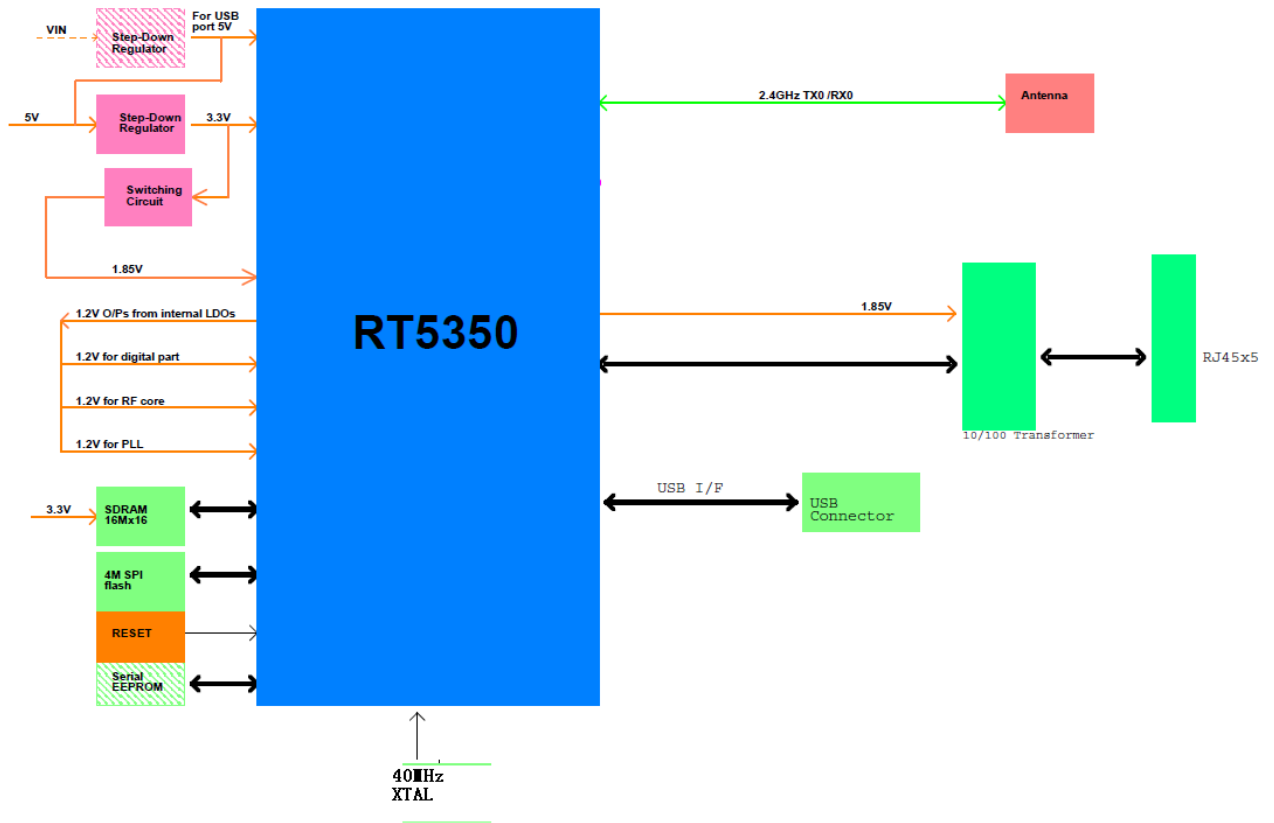 VIN
Step-Down
Regulator
For USB
port 5V
5V
Step-Down
Regulator
3.3V
Switching
Circuit
1.85V
1.2V O/Ps from internal LDOs
1.2V for digital part
1.2V for RF core
1.2V for PLL
3.3V
SDRAM
16Mx16
4M SPI
flash
RESET
Serial
EEPROM
RT5350
2.4GHz TX0 /RX0
Antenna
1.85V
10/100 Transformer
RJ45x5
USB I/F
USB
Connector
40MHz
XTAL